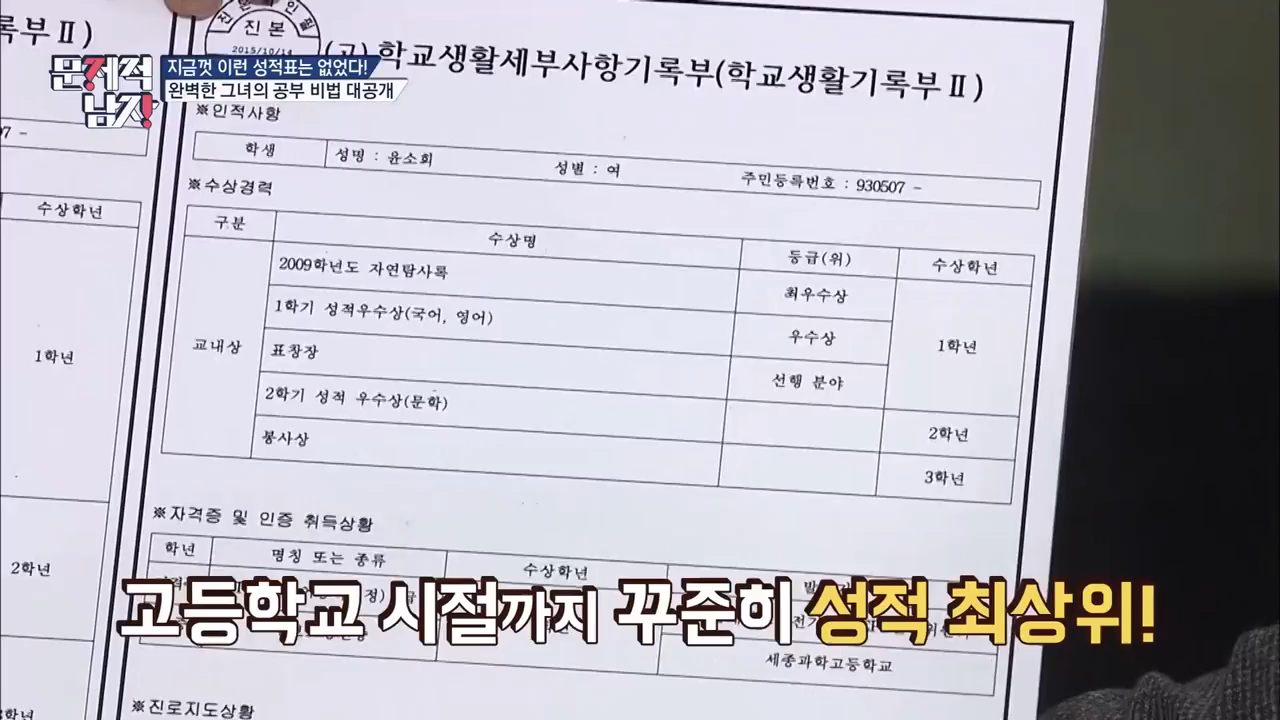 록부Ⅱ)
진본
2015/10/14
(고) 학교생활세부사항기록부(학교생활기록부Ⅱ)
문제적
남자!
지금껏 이런 성적표는 없었다!
완벽한 그녀의 공부 비법 대공개
※인적사항
학생 성명 : 윤소희 성별 : 여 주민등록번호 : 930507 -
※수상경력
구분 수상명 등급(위) 수상학년
교내상
2009학년도 자연탐사록 최우수상
1학기 성적우수상(국어, 영어) 우수상 1학년
표창장 선행 분야
2학기 성적 우수상(문학) 2학년
봉사상 3학년
수상학년
1학년
2학년
※자격증 및 인증 취득상황
학년 명칭 또는 종류 수상학년
고등학교 시절까지 꾸준히 성적 최상위!
세종과학고등학교
※진로지도상황